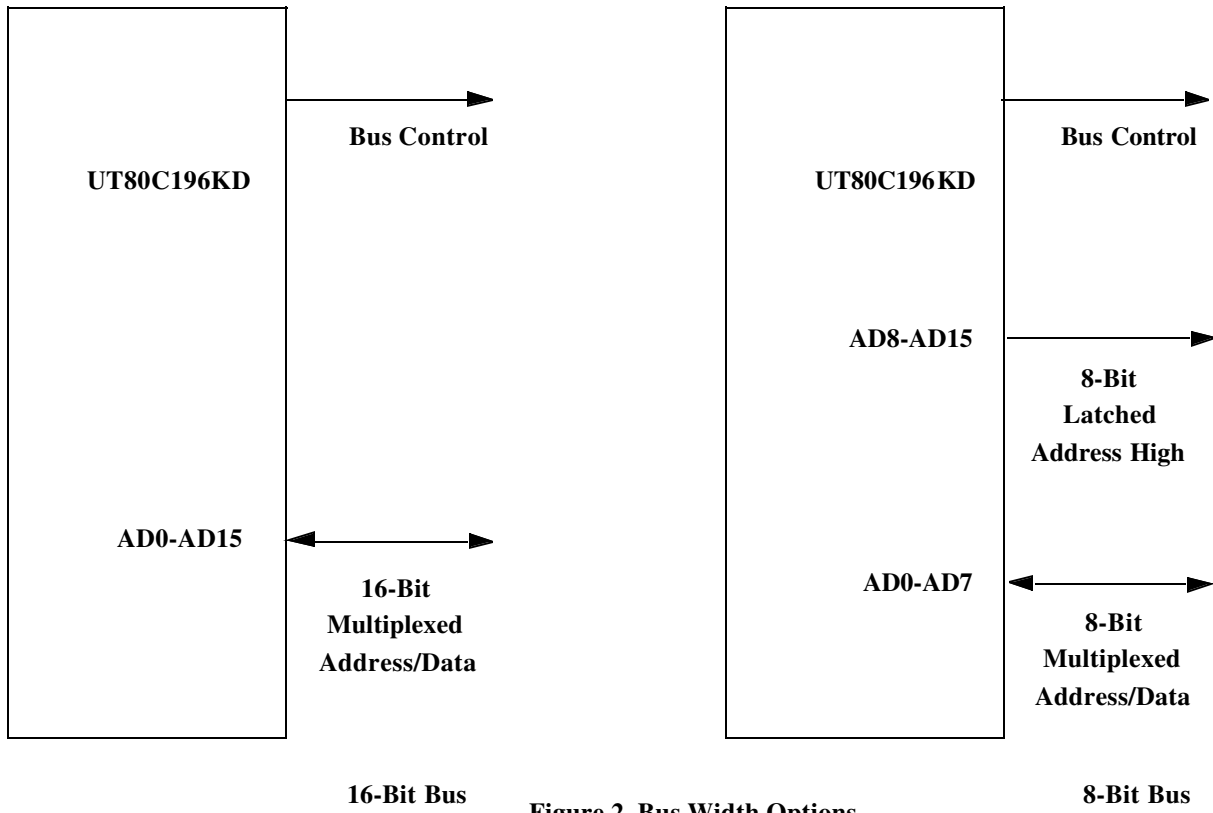 Bus Control
UT80C196KD
AD0-AD15
16-Bit
Multiplexed
Address/Data
16-Bit Bus
Bus Control
UT80C196KD
AD8-AD15
8-Bit
Latched
Address High
AD0-AD7
8-Bit
Multiplexed
Address/Data
8-Bit Bus
Figure 2. Bus Width Options